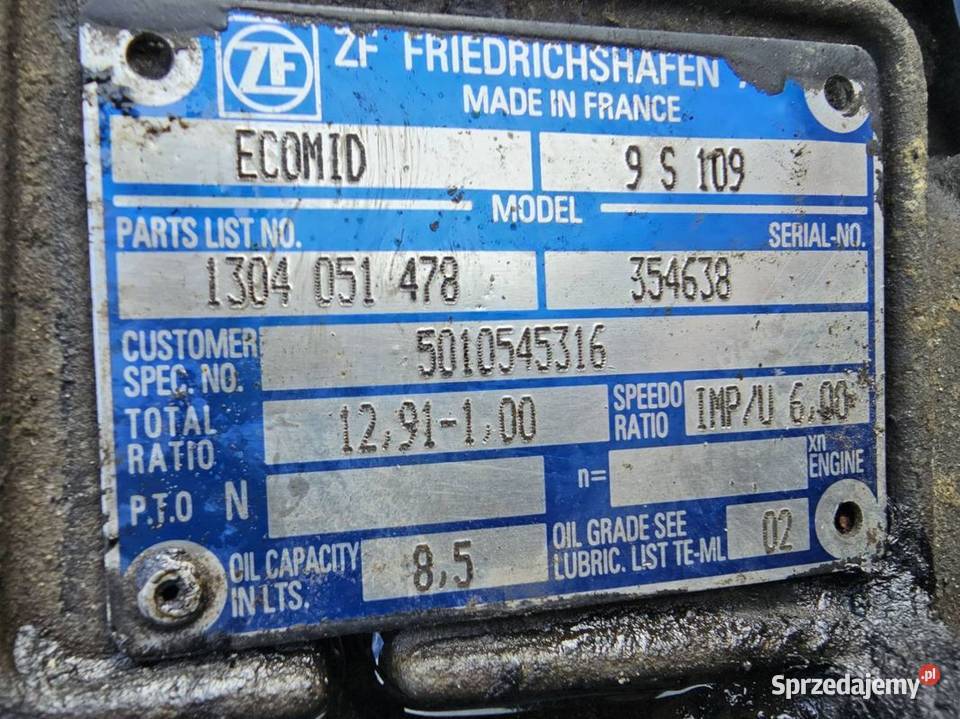 ZF ZF FRIEDRICHSHAFEN
MADE IN FRANCE
ECOMID 9 S 109
MODEL
PARTS LIST NO. SERIAL-NO.
1304 051 478 354638
CUSTOMER SPEC. NO. 5010545316
TOTAL RATIO 12,91-1,00 SPEEDO RATIO IMP/U 6,00
P.T.O N n= xn ENGINE
OIL CAPACITY IN LTS. 8,5 OIL GRADE SEE LUBRIC. LIST TE-ML 02
Sprzedajemy.pl